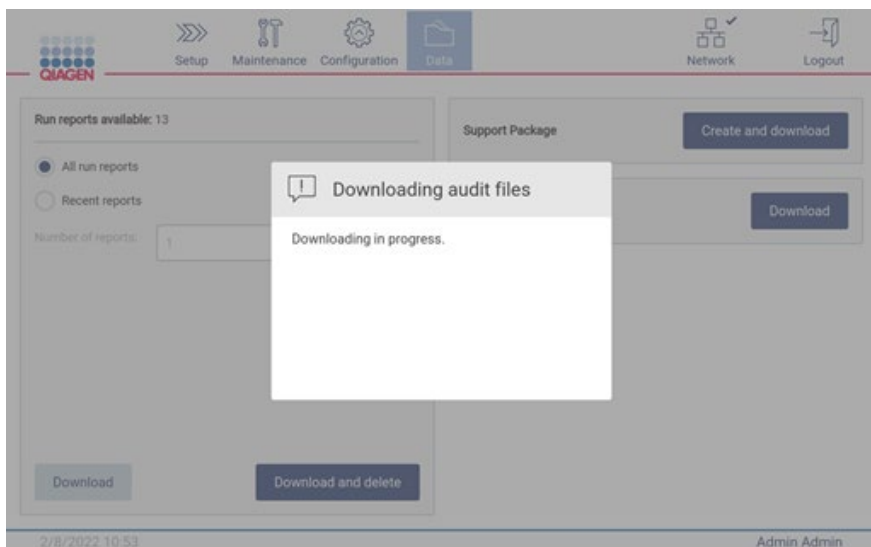 QIAGEN
Setup
Maintenance
Configuration
Data
Network
Logout
Run reports available: 13
All run reports
Recent reports
Number of reports:
1
Support Package
Create and download
Download
Downloading audit files
Downloading in progress.
Download
Download and delete
2/8/2022 10:53
Admin Admin